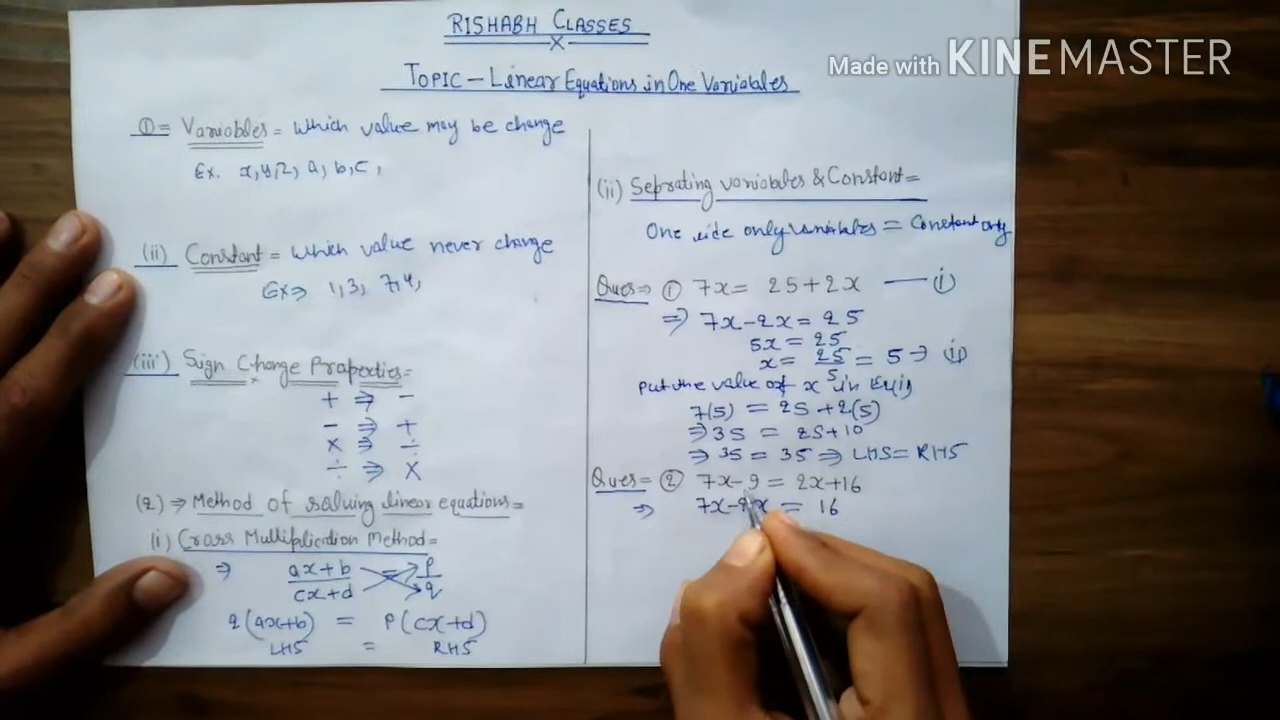 RISHABH CLASSES
x
Made with KINEMASTER
TOPIC - Linear Equations in One Variables
① = Variables = Which value may be change
Ex. x, y, z, a, b, c,
(ii) Constant = Which value never change
Ex ⇒ 1, 3, 7, 4,
(iii) Sign Change Properties =
+ ⇒ -
- ⇒ +
× ⇒ ÷
÷ ⇒ ×
(2) ⇒ Method of solving linear equations =
(i) Cross Multiplication Method =
⇒ ax+b / cx+d = p / q
q(ax+b) = p(cx+d)
LHS = RHS
(ii) Seprating variables & Constant =
One side only variables = Constant only
Ques ⇒ ① 7x = 25+2x — (i)
⇒ 7x-2x = 25
5x = 25
x = 25 / 5 = 5 → (ii)
Put the value of x in Eq(i)
7(5) = 25+2(5)
⇒ 35 = 25+10
⇒ 35 = 35 ⇒ LHS = RHS
Ques = ② 7x-9 = 2x+16
⇒ 7x-2x = 16